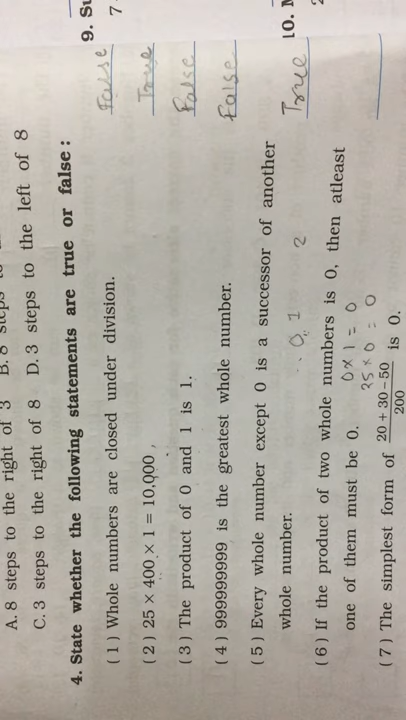 A. 8 steps to the right of 3 B. 8 steps to
C. 3 steps to the right of 8 D. 3 steps to the left of 8
4. State whether the following statements are true or false :
( 1 ) Whole numbers are closed under division. False
( 2 ) 25 × 400 × 1 = 10,000 True
( 3 ) The product of 0 and 1 is 1. False
( 4 ) 999999999 is the greatest whole number. False
( 5 ) Every whole number except 0 is a successor of another
whole number. 0, 1 2 True
( 6 ) If the product of two whole numbers is 0, then atleast
one of them must be 0. 0 × 1 = 0
25 × 0 = 0
( 7 ) The simplest form of 20 + 30 - 50 / 200 is 0.
9.
7
10.